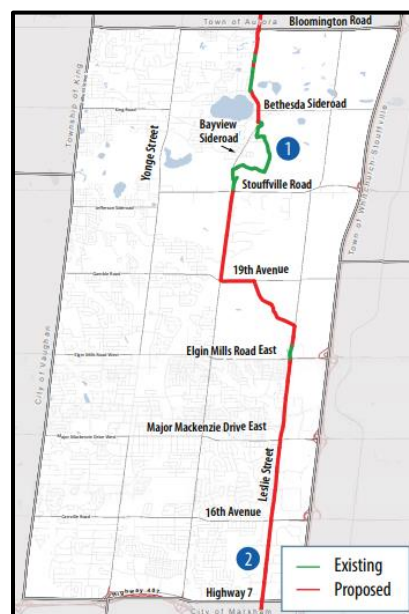 Town of Aurora
Bloomington Road
Township of King
King Road
Bethesda Sideroad
Bayview
Sideroad
1
Yonge Street
Stouffville Road
Town of Whitchurch-Stouffville
Jefferson Sideroad
19th Avenue
Gamble Road
Elgin Mills Road East
Elgin Mills Road West
City of Vaughan
Major Mackenzie Drive East
Major Mackenzie Drive West
Leslie Street
16th Avenue
Carrville Road
2
Existing
Proposed
Highway 407
Highway 7
City of Markham